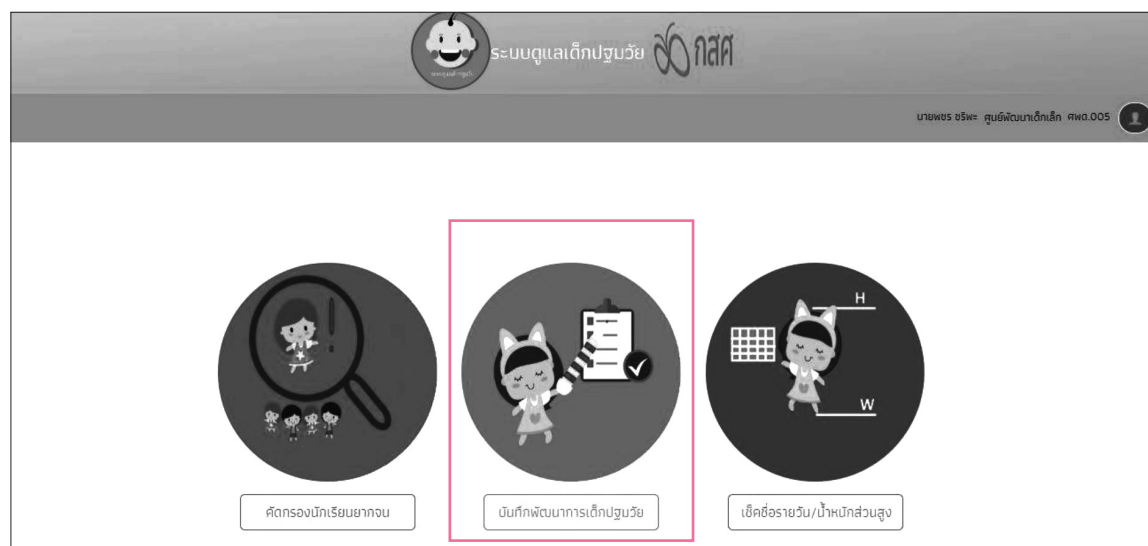 ระบบดูแลเด็กปฐมวัย กสศ
นายพชร ชริพะ ศูนย์พัฒนาเด็กเล็ก ศพด.005
H
W
คัดกรองนักเรียนยากจน
บันทึกพัฒนาการเด็กปฐมวัย
เช็คชื่อรายวัน/น้ำหนักส่วนสูง